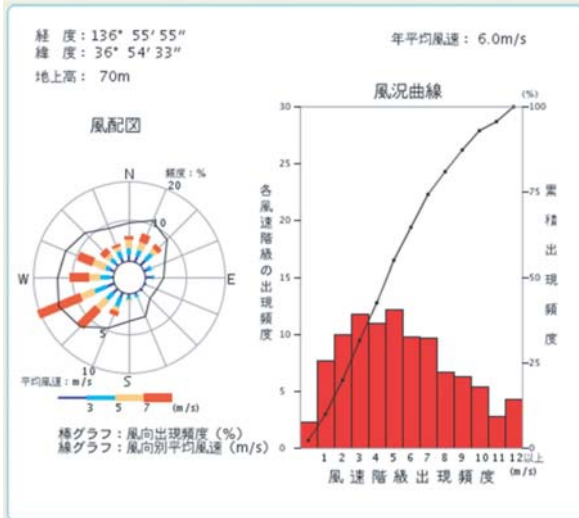 経 度：136° 55′ 55″
緯 度：36° 54′ 33″
地上高： 70m
年平均風速： 6.0m/s
風配図
N
頻度：%
20
10
W
E
5
10
S
平均風速：m/s
3 5 7 (m/s)
棒グラフ：風向出現頻度（%）
線グラフ：風向別平均風速（m/s）
風況曲線
(%)
各風速階級の出現頻度
30
25
20
15
10
5
0
100
75
50
25
0
累積出現頻度
1 2 3 4 5 6 7 8 9 10 11 12以上
(m/s)
風速階級出現頻度